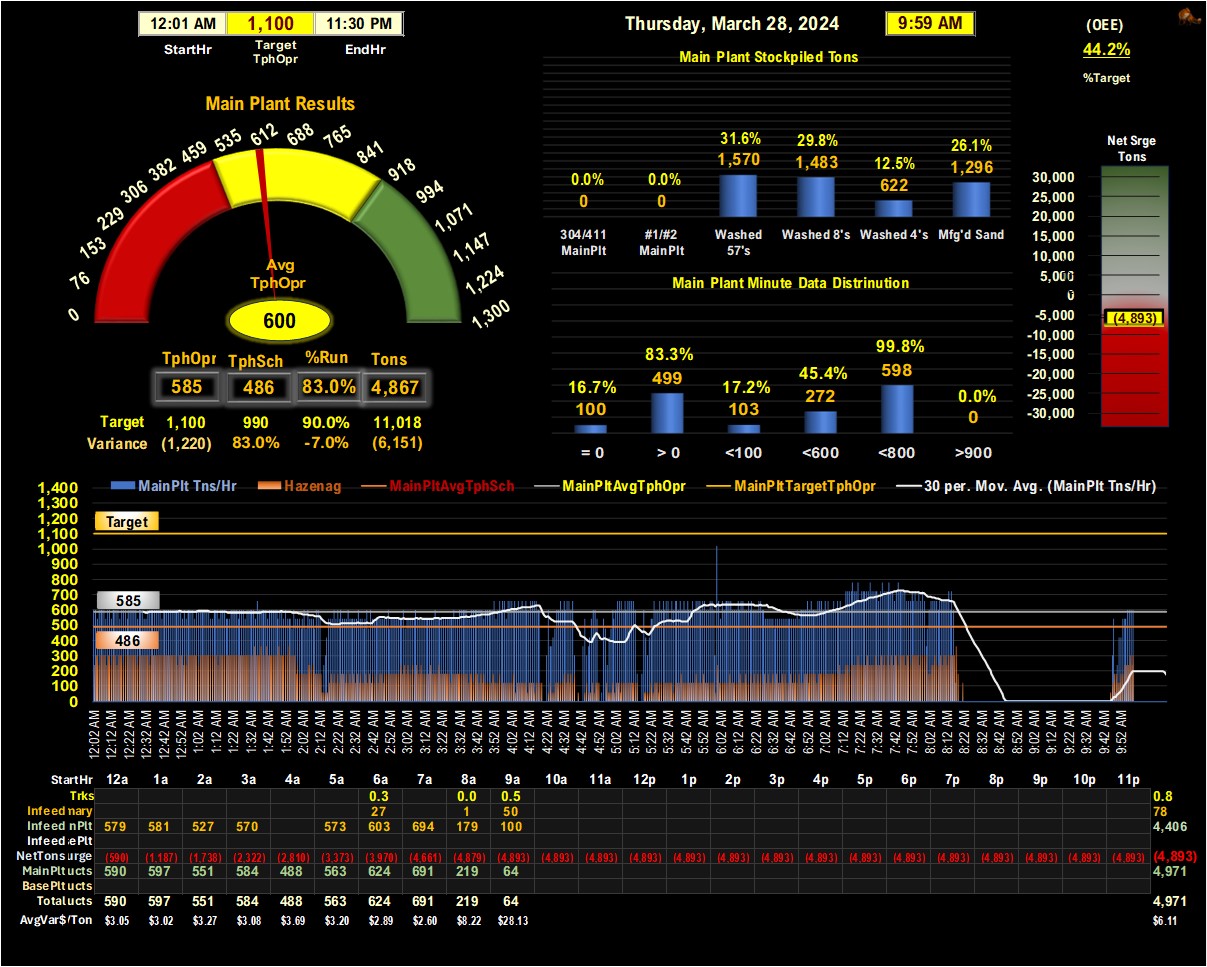 12:01 AM 1,100 11:30 PM
StartHr Target TphOpr EndHr
Thursday, March 28, 2024 9:59 AM
(OEE)
44.2%
%Target
Main Plant Results
0 76 153 229 306 382 459 535 612 688 765 841 918 994 1,071 1,147 1,224 1,300
Avg
TphOpr
600
TphOpr TphSch %Run Tons
585 486 83.0% 4,867
Target 1,100 990 90.0% 11,018
Variance (1,220) 83.0% -7.0% (6,151)
Main Plant Stockpiled Tons
0.0% 0.0% 31.6% 29.8% 12.5% 26.1%
0 0 1,570 1,483 622 1,296
304/411 MainPlt #1/#2 MainPlt Washed 57's Washed 8's Washed 4's Mfg'd Sand
Main Plant Minute Data Distrinution
16.7% 83.3% 17.2% 45.4% 99.8% 0.0%
100 499 103 272 598 0
= 0 > 0 <100 <600 <800 >900
Net Srge
Tons
30,000
25,000
20,000
15,000
10,000
5,000
0
-5,000
(4,893)
-10,000
-15,000
-20,000
-25,000
-30,000
MainPlt Tns/Hr Hazenag MainPltAvgTphSch MainPltAvgTphOpr MainPltTargetTphOpr 30 per. Mov. Avg. (MainPlt Tns/Hr)
1,400
1,300
1,200
Target
1,100
1,000
900
800
700
585
600
500
486
400
300
200
100
0
12:02 AM 12:12 AM 12:22 AM 12:32 AM 12:42 AM 12:52 AM 1:02 AM 1:12 AM 1:22 AM 1:32 AM 1:42 AM 1:52 AM 2:02 AM 2:12 AM 2:22 AM 2:32 AM 2:42 AM 2:52 AM 3:02 AM 3:12 AM 3:22 AM 3:32 AM 3:42 AM 3:52 AM 4:02 AM 4:12 AM 4:22 AM 4:32 AM 4:42 AM 4:52 AM 5:02 AM 5:12 AM 5:22 AM 5:32 AM 5:42 AM 5:52 AM 6:02 AM 6:12 AM 6:22 AM 6:32 AM 6:42 AM 6:52 AM 7:02 AM 7:12 AM 7:22 AM 7:32 AM 7:42 AM 7:52 AM 8:02 AM 8:12 AM 8:22 AM 8:32 AM 8:42 AM 8:52 AM 9:02 AM 9:12 AM 9:22 AM 9:32 AM 9:42 AM 9:52 AM
StartHr 12a 1a 2a 3a 4a 5a 6a 7a 8a 9a 10a 11a 12p 1p 2p 3p 4p 5p 6p 7p 8p 9p 10p 11p
Trks 0.3 0.0 0.5 0.8
Infeed nary 27 1 50 78
Infeed nPlt 579 581 527 570 573 603 694 179 100 4,406
Infeed ePlt
NetTons urge (590) (1,187) (1,738) (2,322) (2,810) (3,373) (3,970) (4,661) (4,879) (4,893) (4,893) (4,893) (4,893) (4,893) (4,893) (4,893) (4,893) (4,893) (4,893) (4,893) (4,893) (4,893) (4,893) (4,893) (4,893)
MainPlt ucts 590 597 551 584 488 563 624 691 219 64 4,971
BasePlt ucts
Total ucts 590 597 551 584 488 563 624 691 219 64 4,971
AvgVar$/Ton $3.05 $3.02 $3.27 $3.08 $3.69 $3.20 $2.89 $2.60 $8.22 $28.13 $6.11